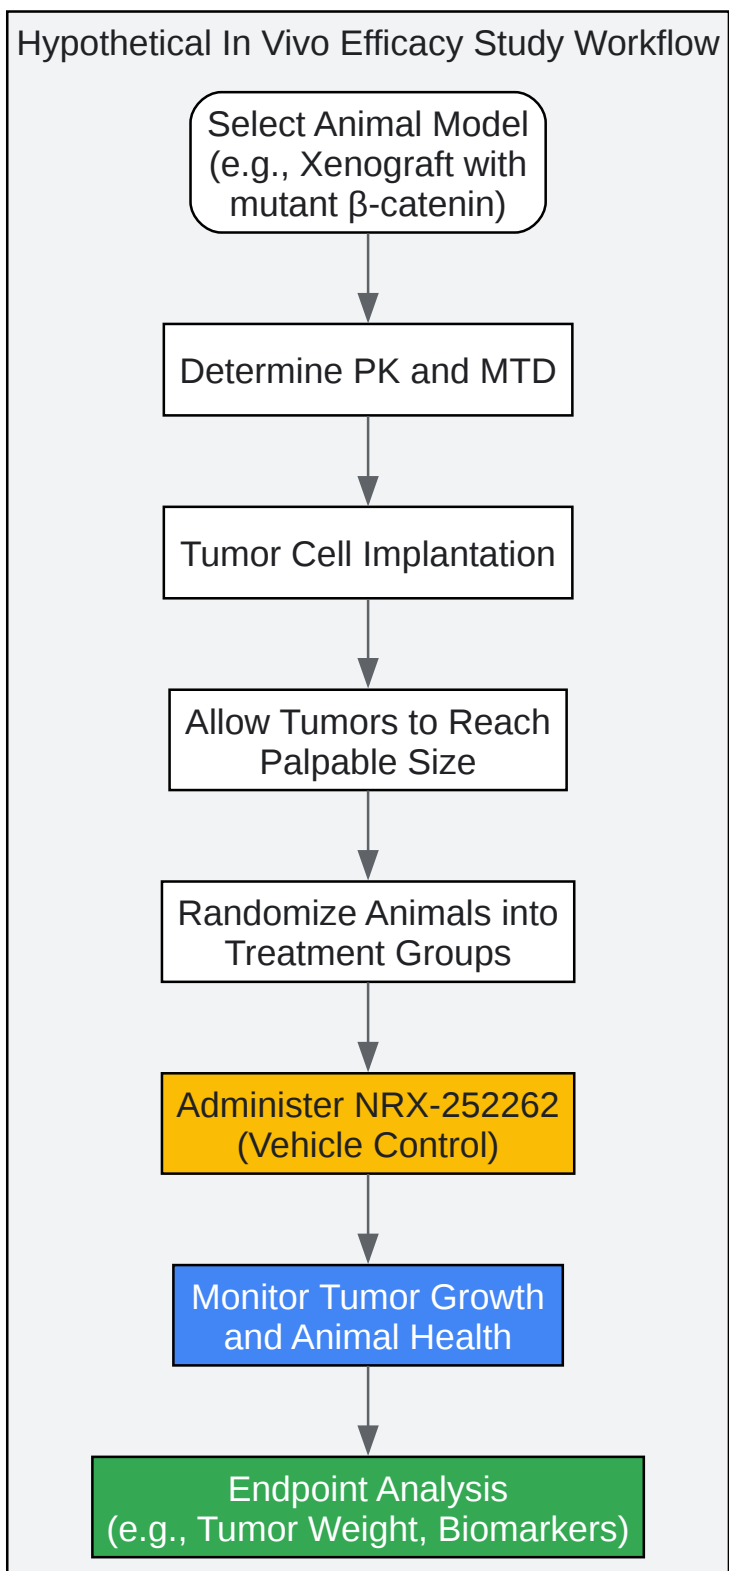 Hypothetical In Vivo Efficacy Study Workflow
Select Animal Model
(e.g., Xenograft with
mutant β-catenin)
Determine PK and MTD
Tumor Cell Implantation
Allow Tumors to Reach
Palpable Size
Randomize Animals into
Treatment Groups
Administer NRX-252262
(Vehicle Control)
Monitor Tumor Growth
and Animal Health
Endpoint Analysis
(e.g., Tumor Weight, Biomarkers)